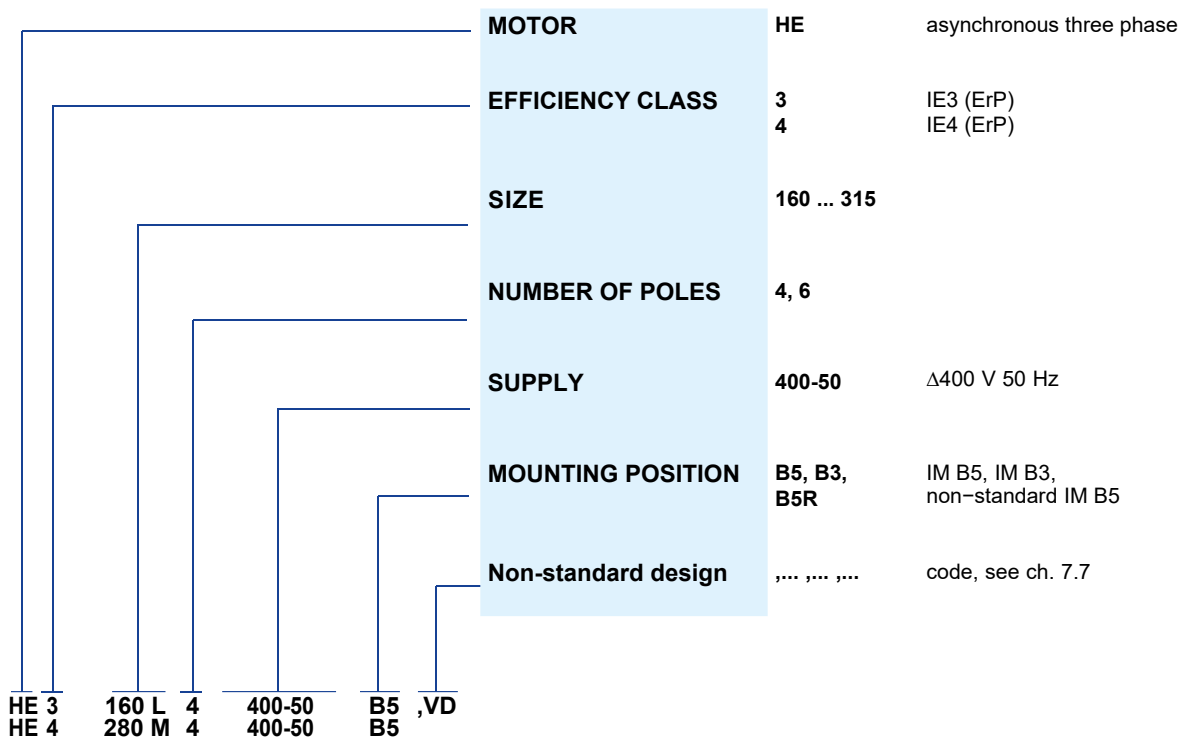 MOTOR HE asynchronous three phase
EFFICIENCY CLASS 3 IE3 (ErP)
4 IE4 (ErP)
SIZE 160 ... 315
NUMBER OF POLES 4, 6
SUPPLY 400-50 Δ400 V 50 Hz
MOUNTING POSITION B5, B3, IM B5, IM B3,
B5R non−standard IM B5
Non-standard design ,... ,... ,... code, see ch. 7.7
HE 3 160 L 4 400-50 B5 ,VD
HE 4 280 M 4 400-50 B5